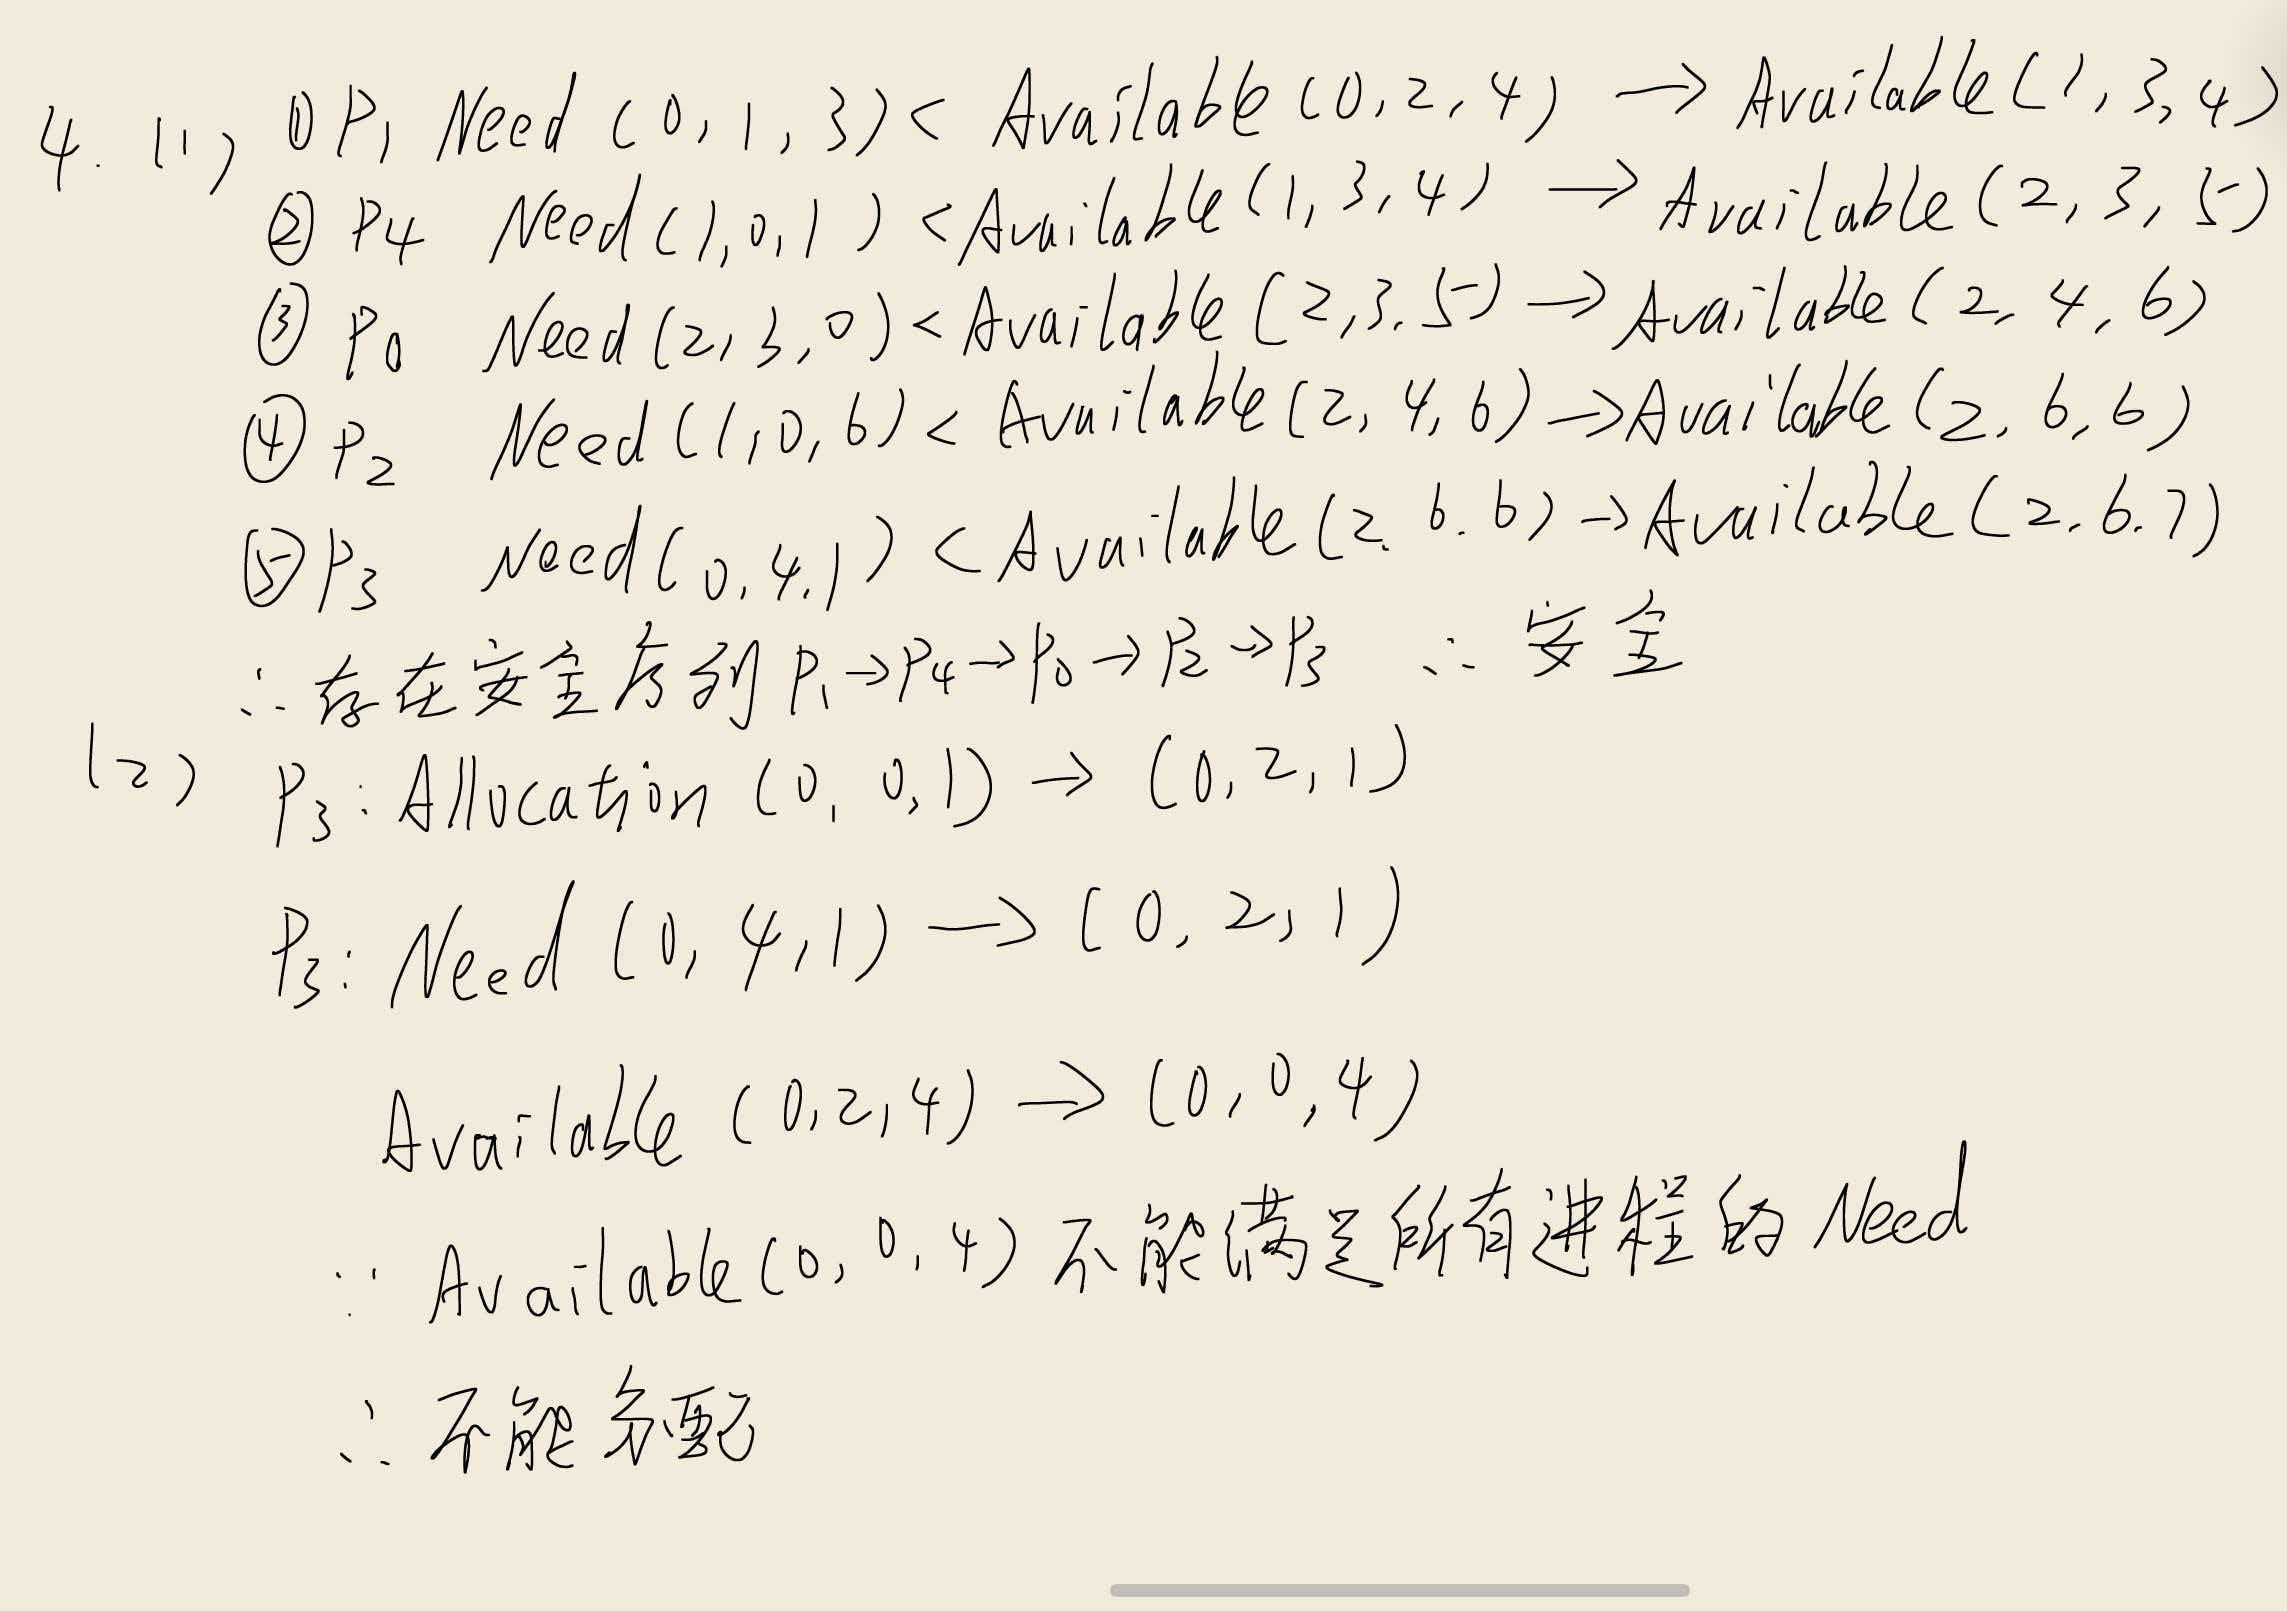 4. (1) ① P₁ Need (0, 1, 3) < Available (0, 2, 4) → Available (1, 3, 4)
② P₄ Need (1, 0, 1) < Available (1, 3, 4) → Available (2, 3, 5)
③ P₀ Need (2, 3, 0) < Available (2, 3, 5) → Available (2, 4, 6)
④ P₂ Need (1, 0, 6) < Available (2, 4, 6) → Available (2, 6, 6)
⑤ P₃ Need (0, 4, 1) < Available (2, 6, 6) → Available (2, 6, 7)
∴ 存在安全序列 P₁→P₄→P₀→P₂→P₃ ∴ 安全
(2) P₃: Allocation (0, 0, 1) → (0, 2, 1)
P₃: Need (0, 4, 1) → (0, 2, 1)
Available (0, 2, 4) → (0, 0, 4)
∵ Available (0, 0, 4) 不能满足所有进程的 Need
∴ 不能分配